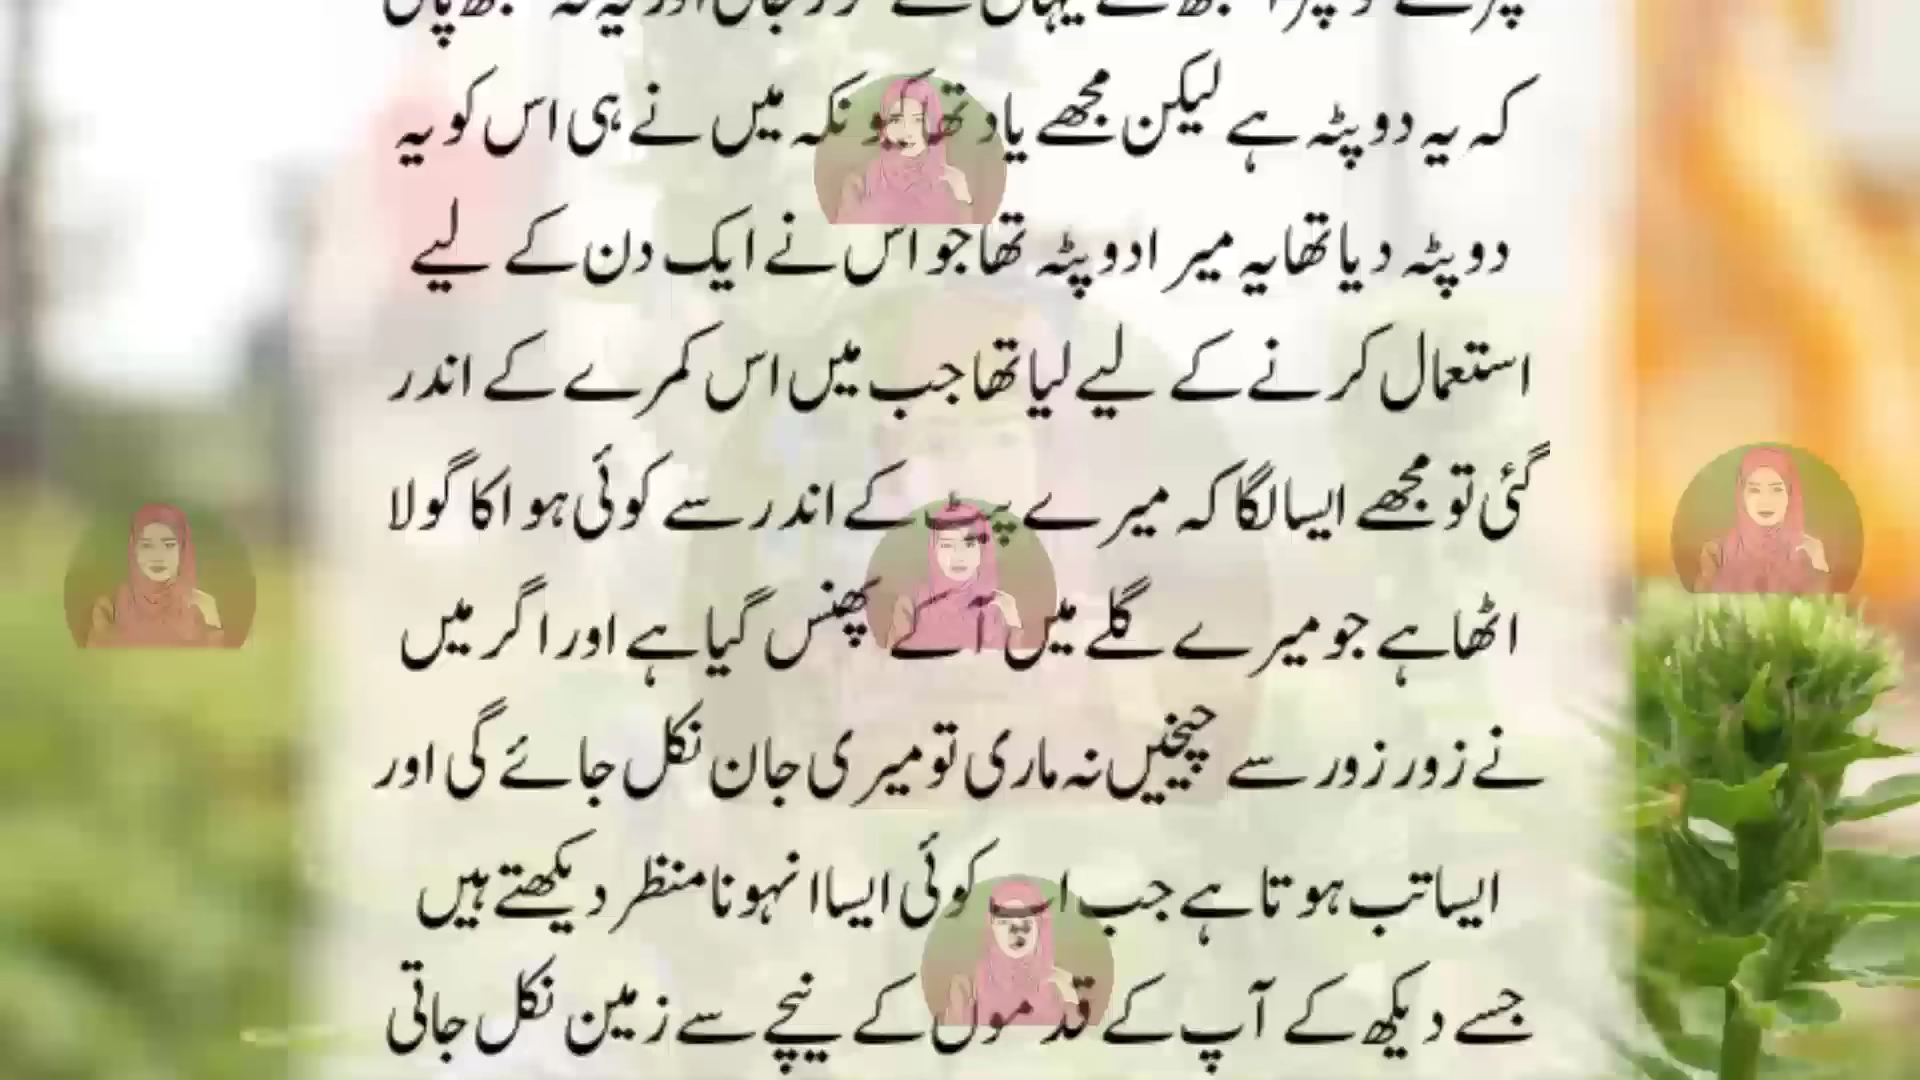 کہ یہ دوپٹہ ہے لیکن مجھے یاد تھا کیونکہ میں نے ہی اس کو یہ
دوپٹہ دیا تھا یہ میرا دوپٹہ تھا جو اس نے ایک دن کے لیے
استعمال کرنے کے لیے لیا تھا جب میں اس کمرے کے اندر
گئی تو مجھے ایسا لگا کہ میرے پیٹ کے اندر سے کوئی ہوا کا گولا
اٹھا ہے جو میرے گلے میں آ کے پھنس گیا ہے اور اگر میں
نے زور زور سے چیخیں نہ ماری تو میری جان نکل جائے گی اور
ایسا تب ہوتا ہے جب اپ کوئی ایسا انہونا منظر دیکھتے ہیں
جسے دیکھ کے آپ کے قدموں کے نیچے سے زمین نکل جاتی